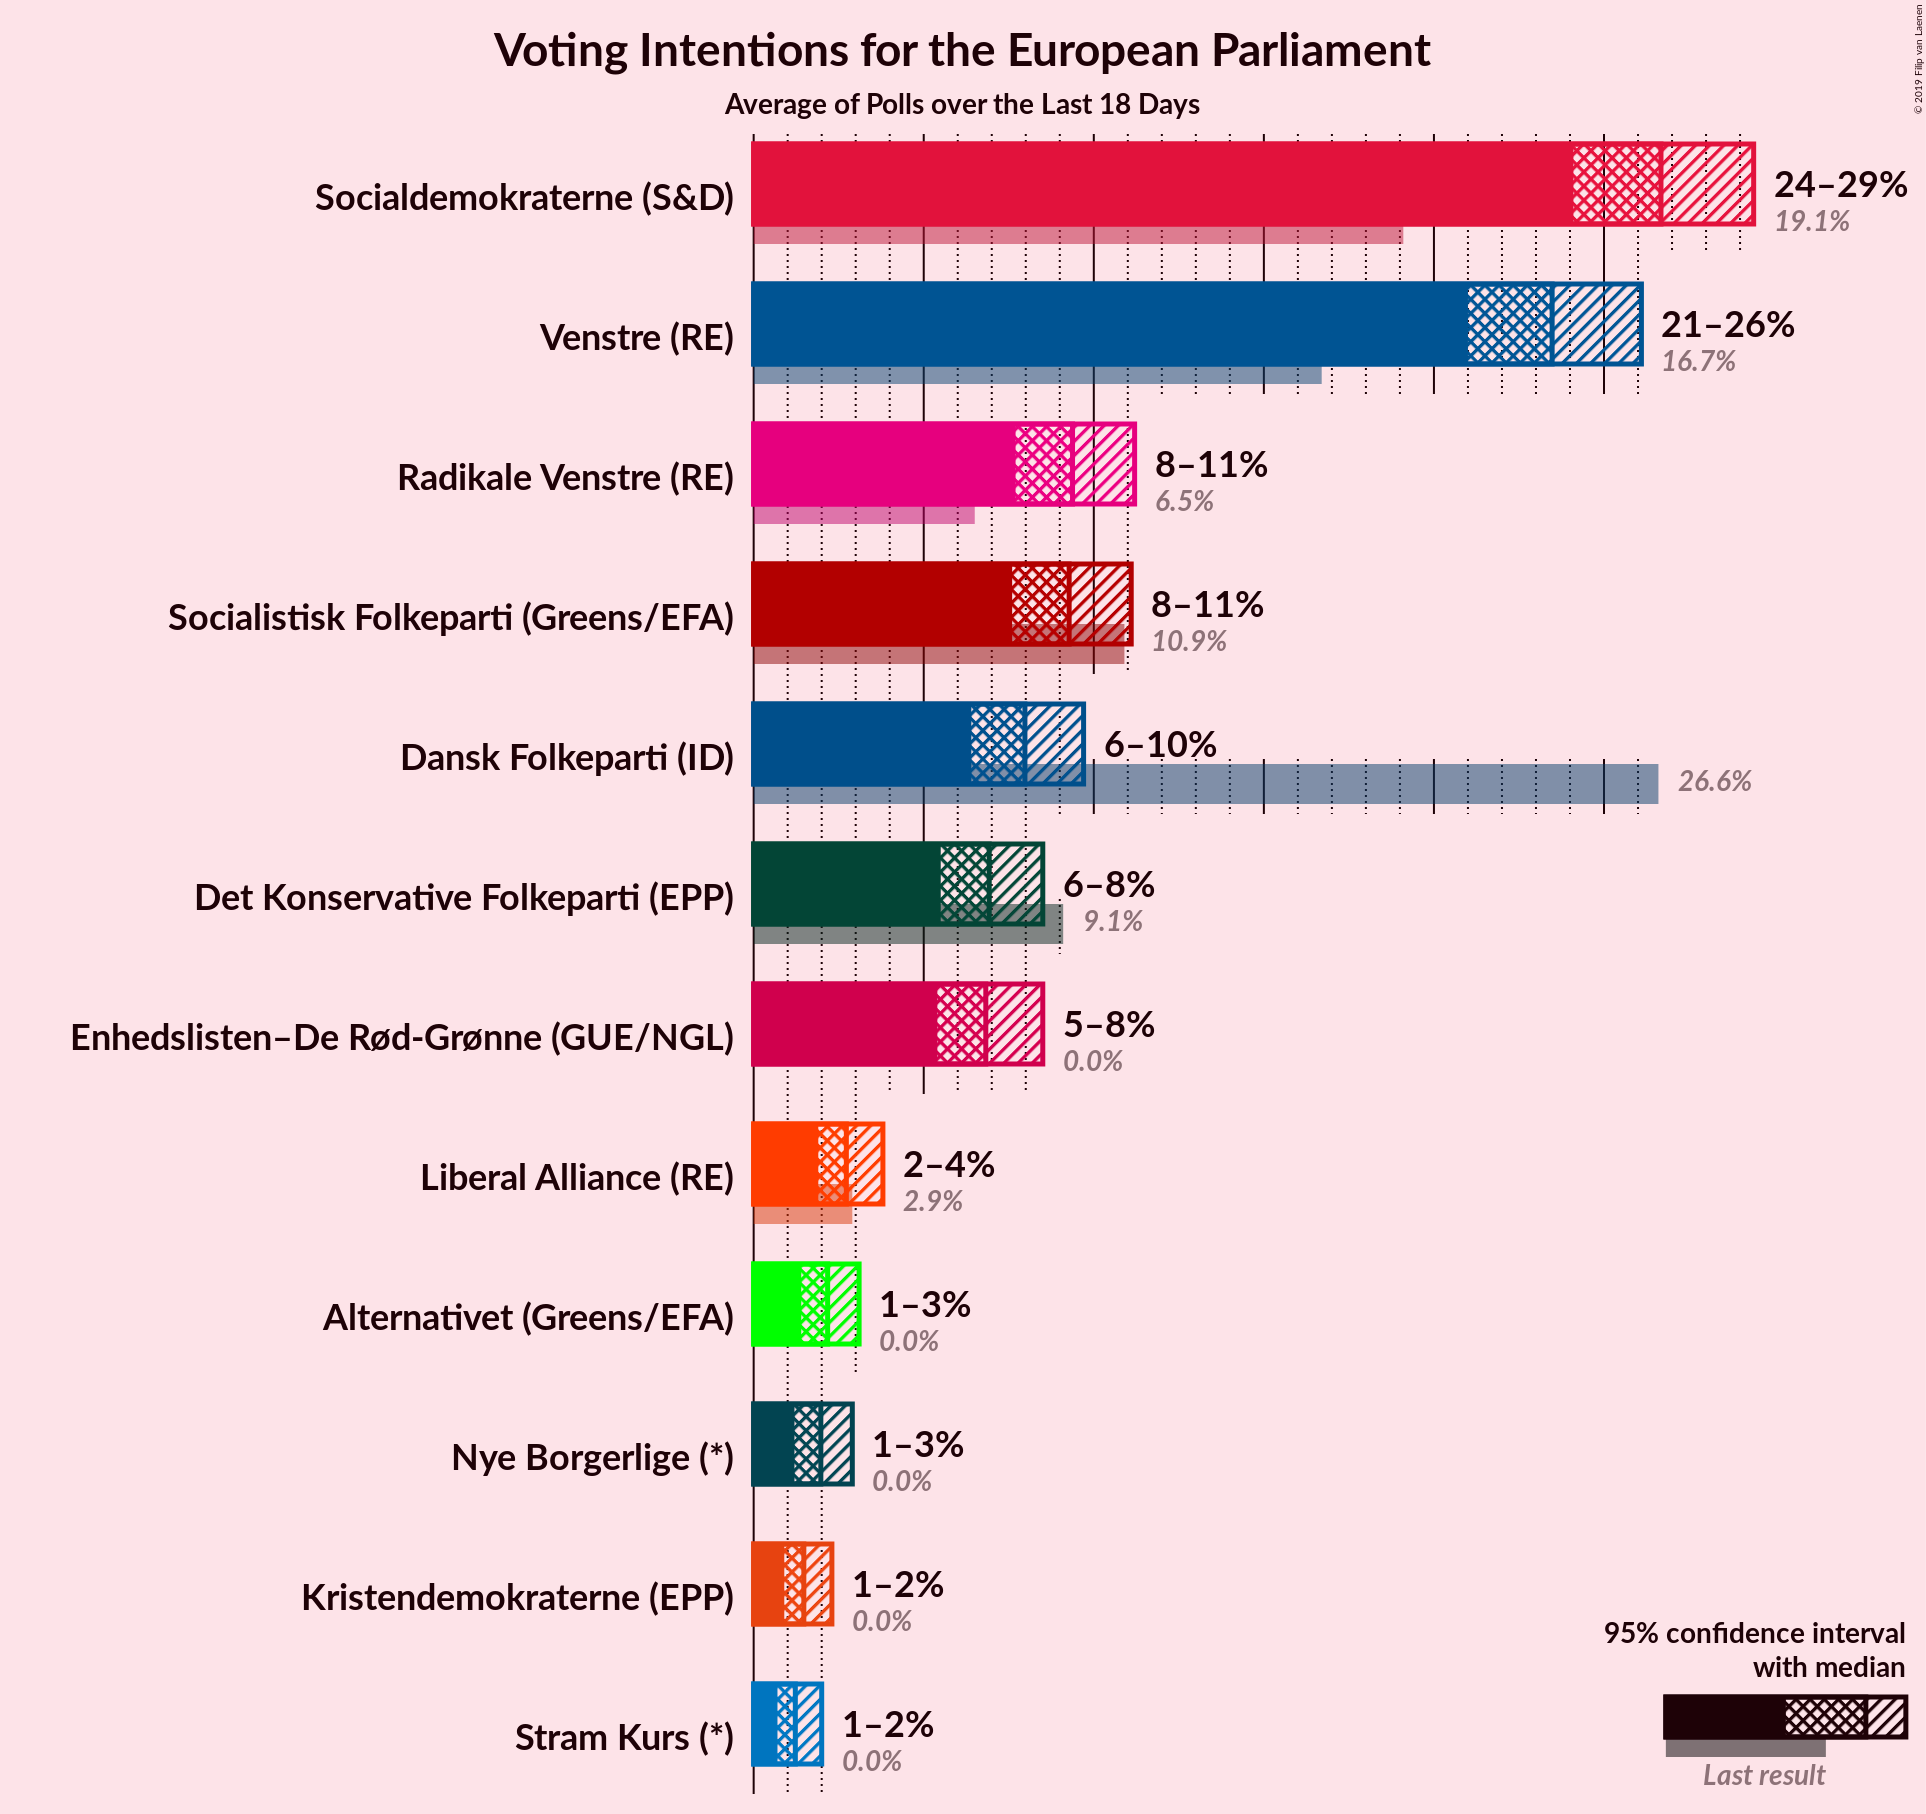 Voting Intentions for the European Parliament
Average of Polls over the Last 18 Days
© 2019 Filip van Laenen
Socialdemokraterne (S&D)
24–29%
19.1%
Venstre (RE)
21–26%
16.7%
Radikale Venstre (RE)
8–11%
6.5%
Socialistisk Folkeparti (Greens/EFA)
8–11%
10.9%
Dansk Folkeparti (ID)
6–10%
26.6%
Det Konservative Folkeparti (EPP)
6–8%
9.1%
Enhedslisten–De Rød-Grønne (GUE/NGL)
5–8%
0.0%
Liberal Alliance (RE)
2–4%
2.9%
Alternativet (Greens/EFA)
1–3%
0.0%
Nye Borgerlige (*)
1–3%
0.0%
Kristendemokraterne (EPP)
1–2%
0.0%
Stram Kurs (*)
1–2%
0.0%
95% confidence interval
with median
Last result